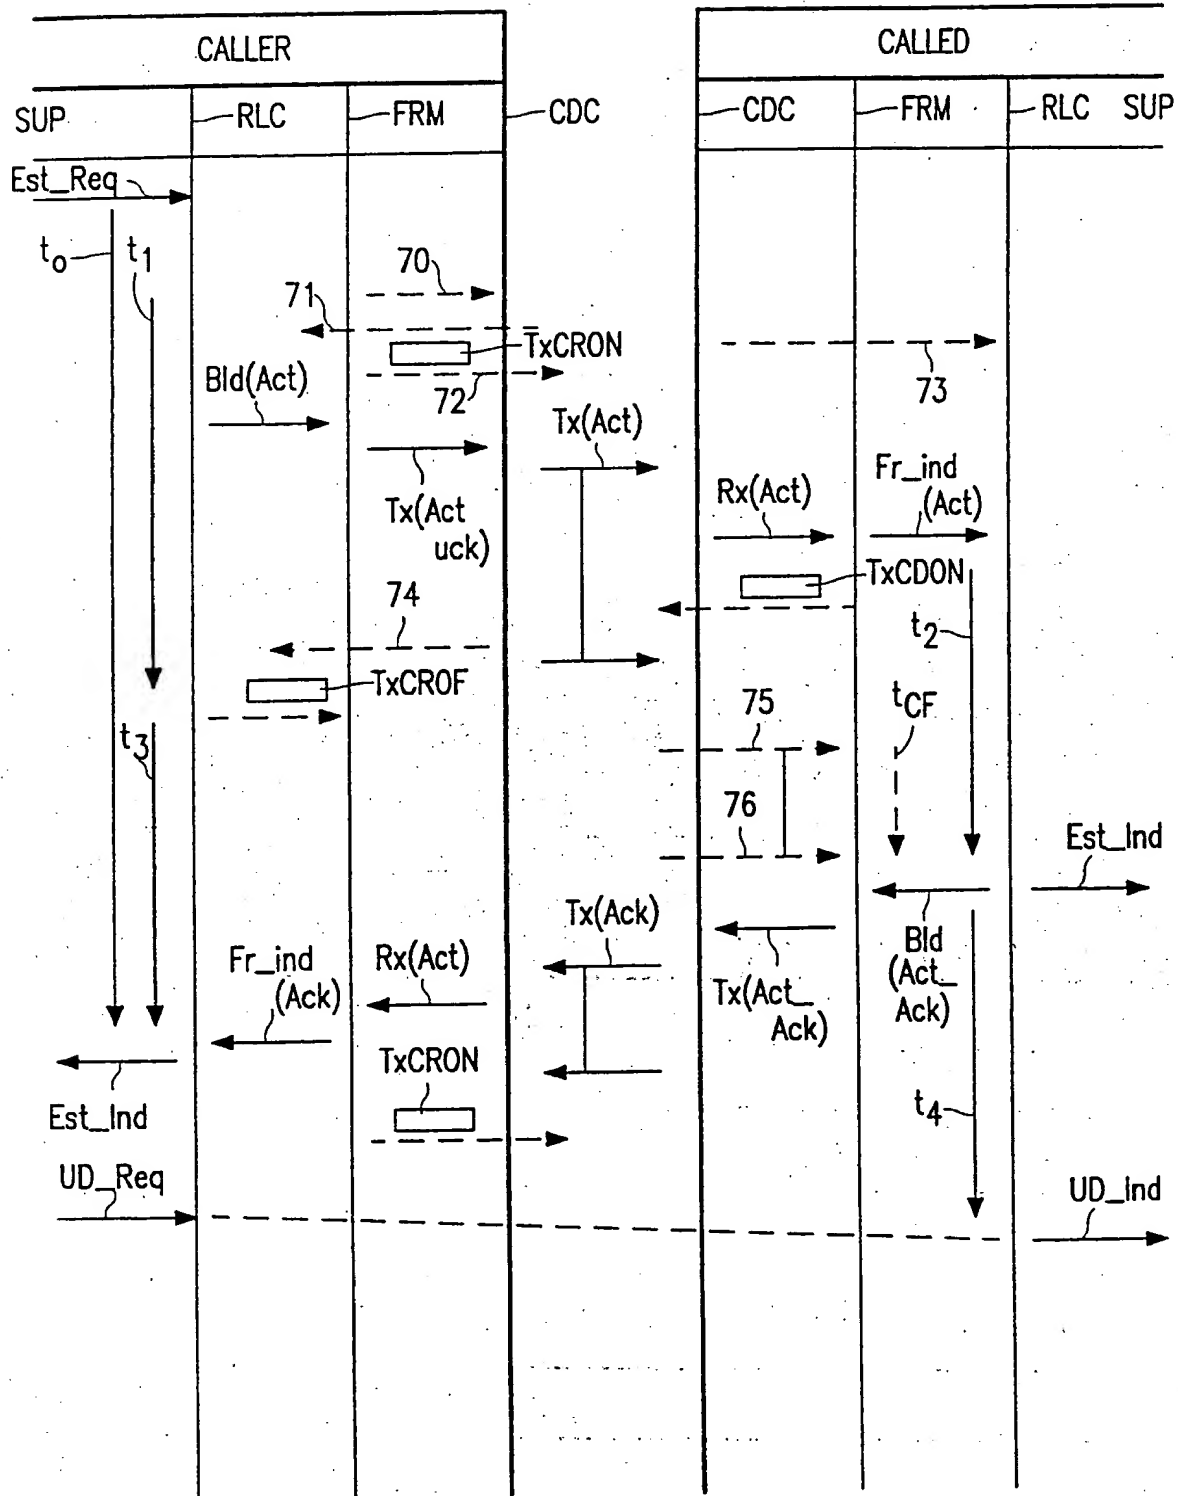 CALLER
CALLED
SUP
RLC
FRM
CDC
CDC
FRM
RLC
SUP
Est_Req
t0
t1
70
71
TxCRON
73
Bld(Act)
72
Tx(Act)
Tx(Act
uck)
Rx(Act)
Fr_ind
(Act)
TxCDON
74
t2
TxCROF
t3
75
tCF
76
Est_Ind
Tx(Ack)
Fr_ind
(Ack)
Rx(Act)
Tx(Act_
Ack)
Bld
(Act_
Ack)
TxCRON
Est_Ind
t4
UD_Req
UD_Ind